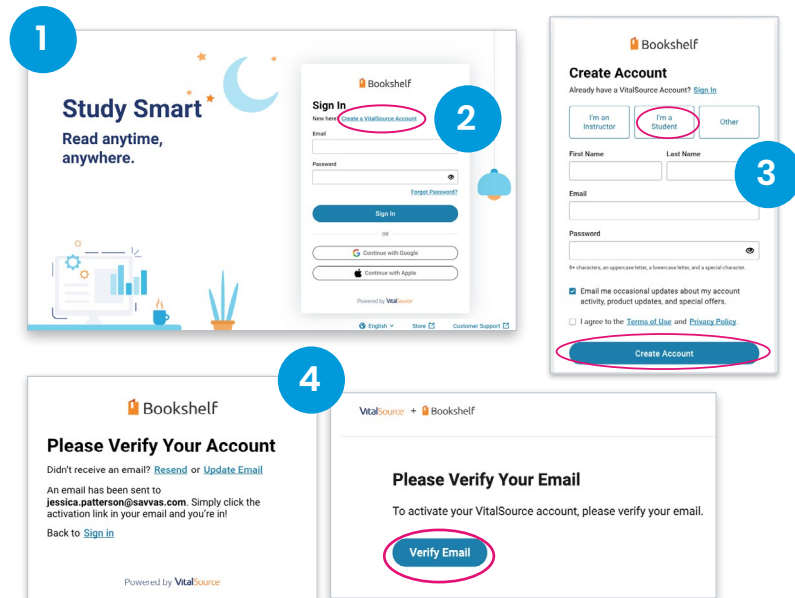 1
Study Smart
Read anytime,
anywhere.
Bookshelf
Sign In
New here? Create a VitalSource Account
2
Email
Password
Forgot Password?
Sign In
OR
Continue with Google
Continue with Apple
Powered by VitalSource
English
Store
Customer Support
Bookshelf
Create Account
Already have a VitalSource Account? Sign In
I'm an
Instructor
I'm a
Student
Other
First Name
Last Name
3
Email
Password
8+ characters, an uppercase letter, a lowercase letter, and a special character.
Email me occasional updates about my account
activity, product updates, and special offers.
I agree to the Terms of Use and Privacy Policy.
Create Account
4
Bookshelf
Please Verify Your Account
Didn't receive an email? Resend or Update Email
An email has been sent to
jessica.patterson@savvas.com. Simply click the
activation link in your email and you're in!
Back to Sign in
Powered by VitalSource
VitalSource + Bookshelf
Please Verify Your Email
To activate your VitalSource account, please verify your email.
Verify Email